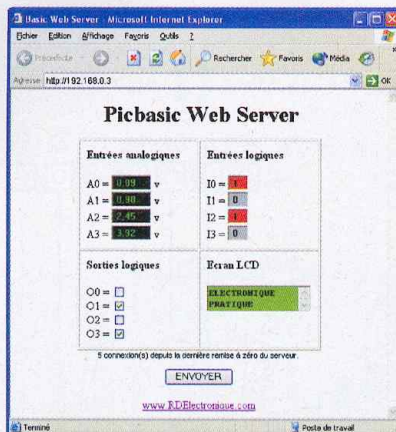 Basic Web Server - Microsoft Internet Explorer
Fichier Edition Affichage Favoris Outils ?
Précédente Rechercher Favoris Média
Adresse http://192.168.0.3 OK
Picbasic Web Server
Entrées analogiques
A0 = 0,09 v
A1 = 0,98 v
A2 = 2,45 v
A3 = 3,92 v
Entrées logiques
I0 = 1
I1 = 0
I2 = 1
I3 = 0
Sorties logiques
O0 =
O1 =
O2 =
O3 =
Ecran LCD
ELECTRONIQUE
PRATIQUE
5 connexion(s) depuis la dernière remise à zéro du serveur.
ENVOYER
www.RDElectronique.com
Terminé Poste de travail